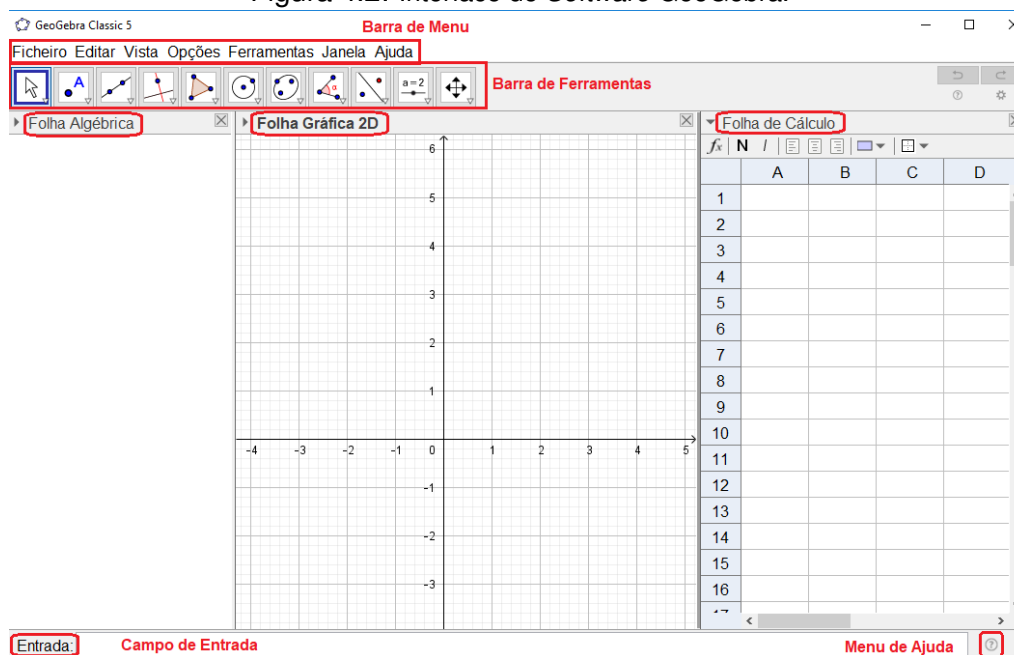 Figura 4.2. Interface do Software GeoGebra.
GeoGebra Classic 5
Barra de Menu
Ficheiro Editar Vista Opções Ferramentas Janela Ajuda
A
α
a=2
Barra de Ferramentas
Folha Algébrica
Folha Gráfica 2D
Folha de Cálculo
fx N I
A B C D
1
2
3
4
5
6
7
8
9
10
11
12
13
14
15
16
17
6
5
4
3
2
1
-4 -3 -2 -1 0 1 2 3 4 5
-1
-2
-3
Entrada:
Campo de Entrada
Menu de Ajuda